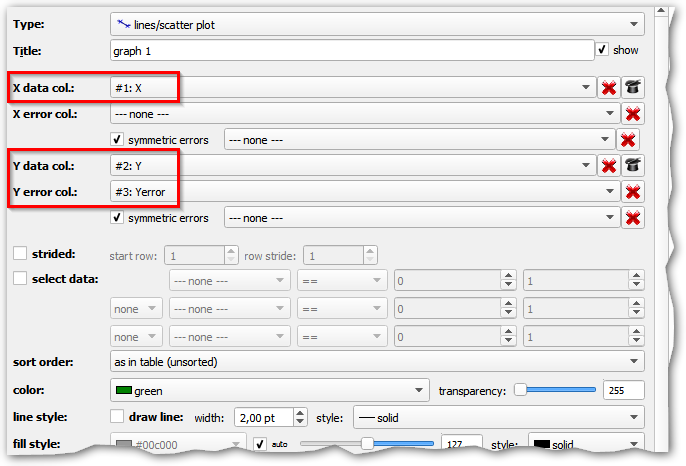 Type: lines/scatter plot
Title: graph 1 show
X data col.: #1: X
X error col.: --- none ---
symmetric errors --- none ---
Y data col.: #2: Y
Y error col.: #3: Yerror
symmetric errors --- none ---
strided: start row: 1 row stride: 1
select data: --- none --- == 0 1
none --- none --- == 0 1
none --- none --- == 0 1
sort order: as in table (unsorted)
color: green transparency: 255
line style: draw line: width: 2,00 pt style: solid
fill style: #00c000 auto 127 style: solid